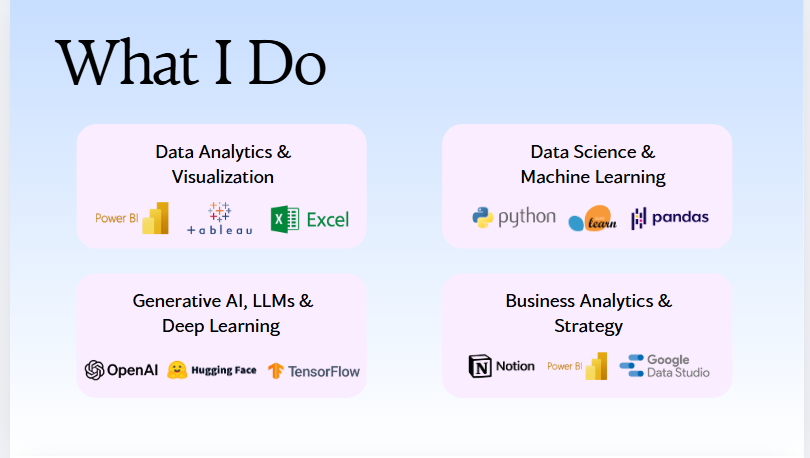 What I Do
Data Analytics &
Visualization
Power BI
+ableau
Excel
Data Science &
Machine Learning
python
learn
pandas
Generative AI, LLMs &
Deep Learning
OpenAI
Hugging Face
TensorFlow
Business Analytics &
Strategy
Notion
Power BI
Google
Data Studio